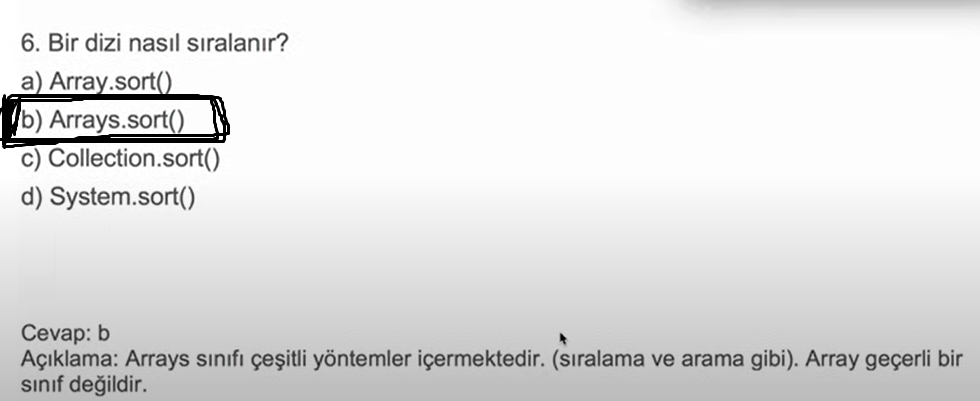 6. Bir dizi nasıl sıralanır?
a) Array.sort()
b) Arrays.sort()
c) Collection.sort()
d) System.sort()
Cevap: b
Açıklama: Arrays sınıfı çeşitli yöntemler içermektedir. (sıralama ve arama gibi). Array geçerli bir
sınıf değildir.